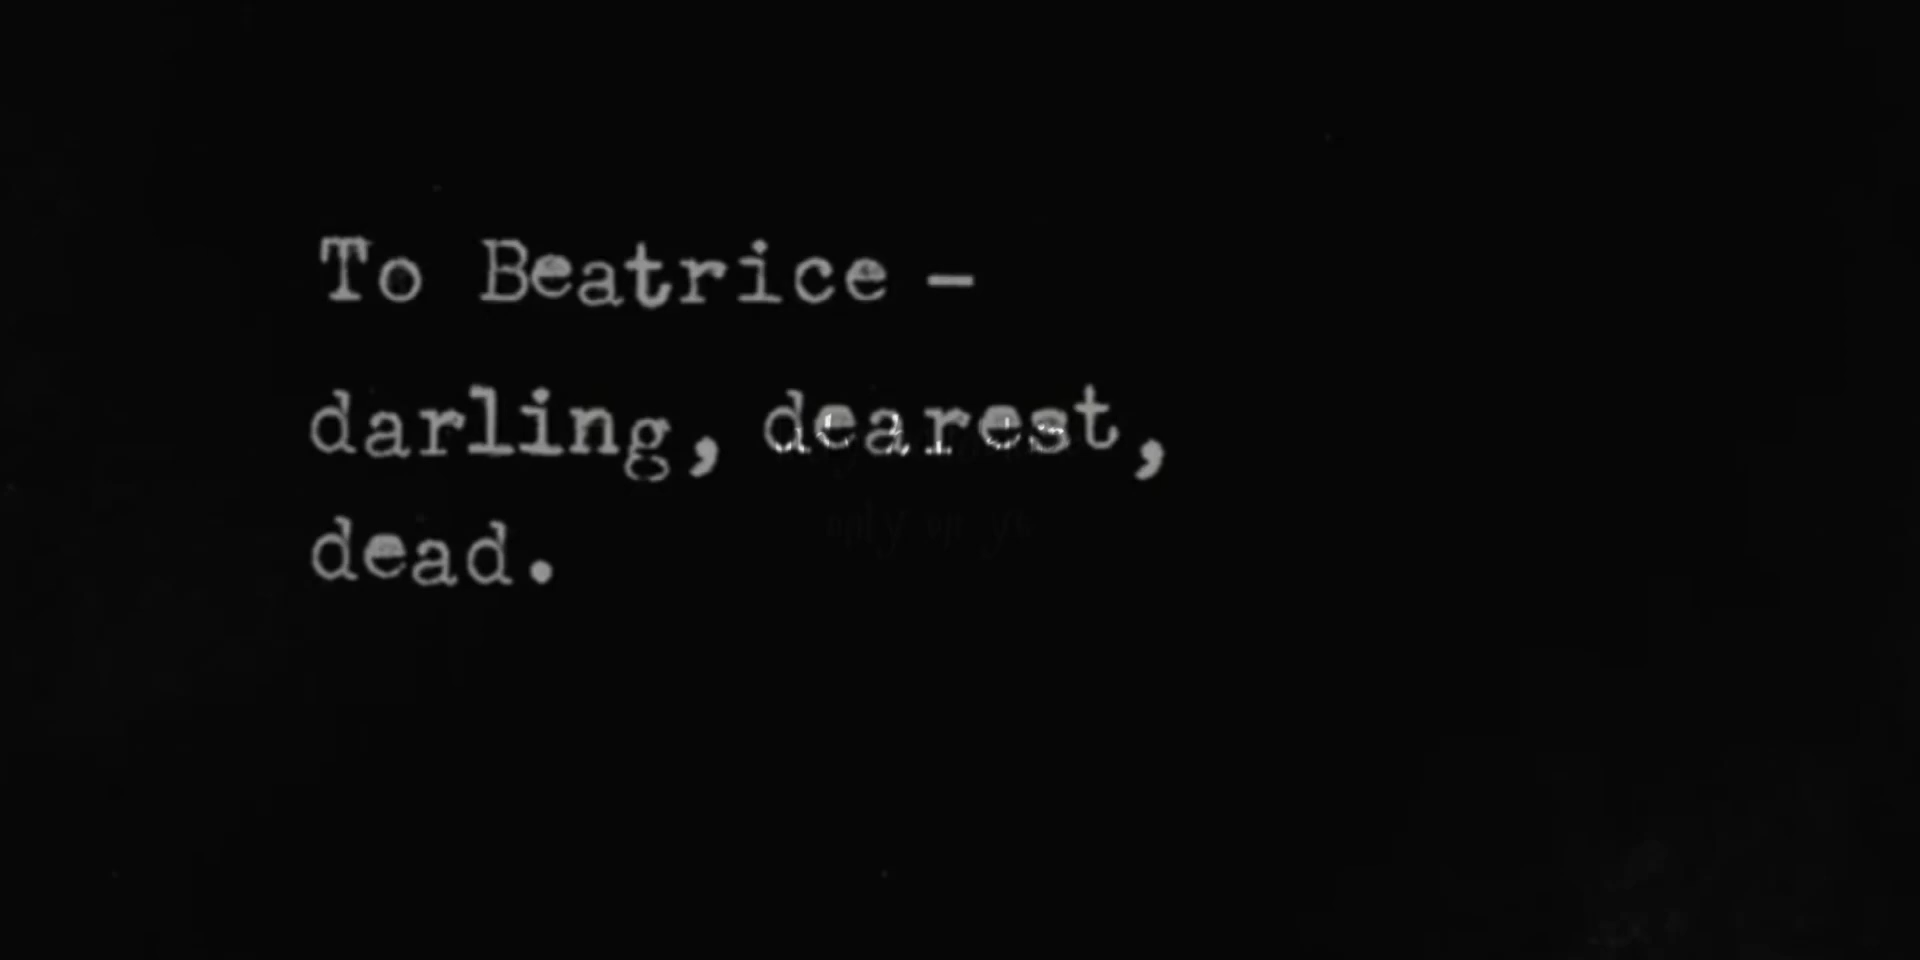 To Beatrice –
darling, dearest,
dead.